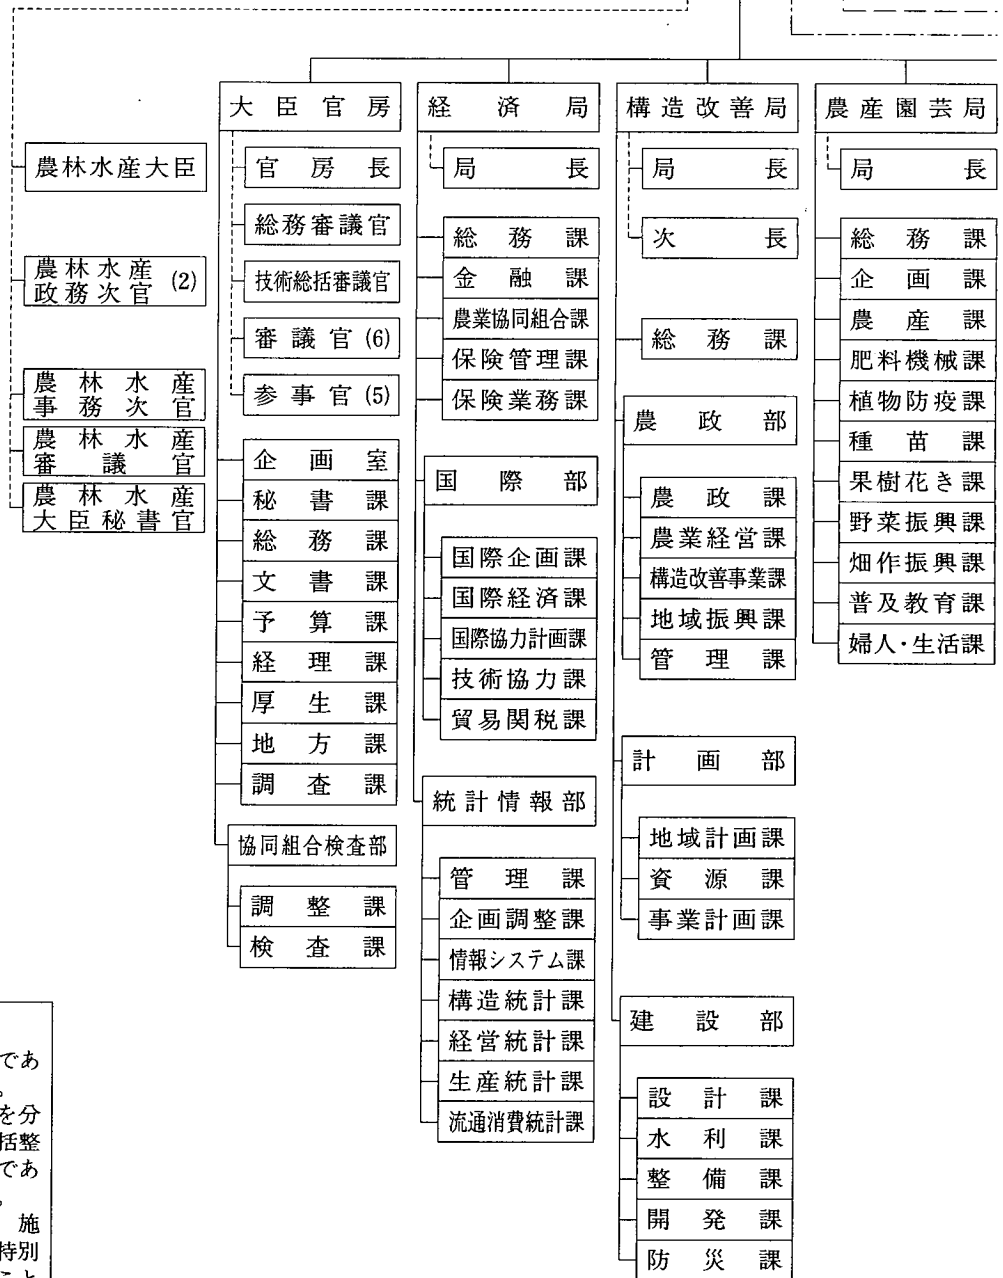 農林水産大臣
農林水産
政務次官 (2)
農林水産
事務次官
農林水産
審議官
農林水産
大臣秘書官
大臣官房
官房長
総務審議官
技術総括審議官
審議官(6)
参事官(5)
企画室
秘書課
総務課
文書課
予算課
経理課
厚生課
地方課
調査課
協同組合検査部
調整課
検査課
経済局
局長
総務課
金融課
農業協同組合課
保険管理課
保険業務課
国際部
国際企画課
国際経済課
国際協力計画課
技術協力課
貿易関税課
統計情報部
管理課
企画調整課
情報システム課
構造統計課
経営統計課
生産統計課
流通消費統計課
構造改善局
局長
次長
総務課
農政部
農政課
農業経営課
構造改善事業課
地域振興課
管理課
計画部
地域計画課
資源課
事業計画課
建設部
設計課
水利課
整備課
開発課
防災課
農産園芸局
局長
総務課
企画課
農産課
肥料機械課
植物防疫課
種苗課
果樹花き課
野菜振興課
畑作振興課
普及教育課
婦人・生活課
であ
。
を分
括整
であ
。
施
特別
こと